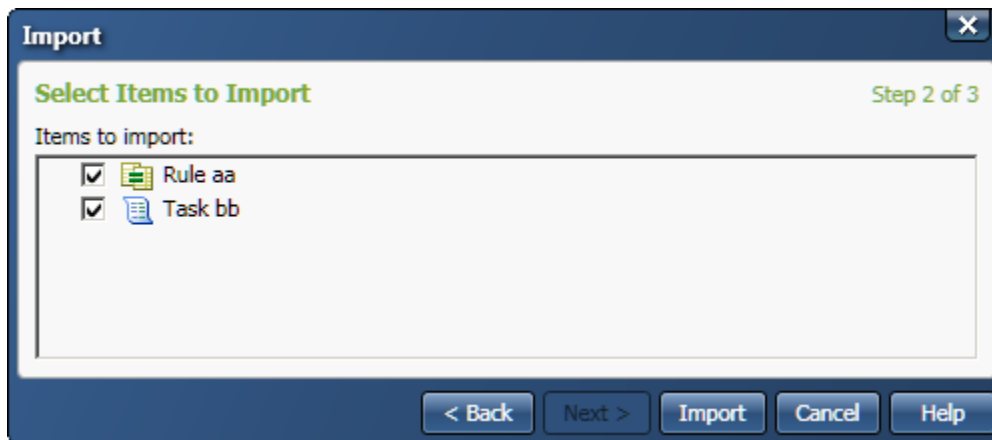 Import
Select Items to Import Step 2 of 3
Items to import:
Rule aa
Task bb
< Back Next > Import Cancel Help